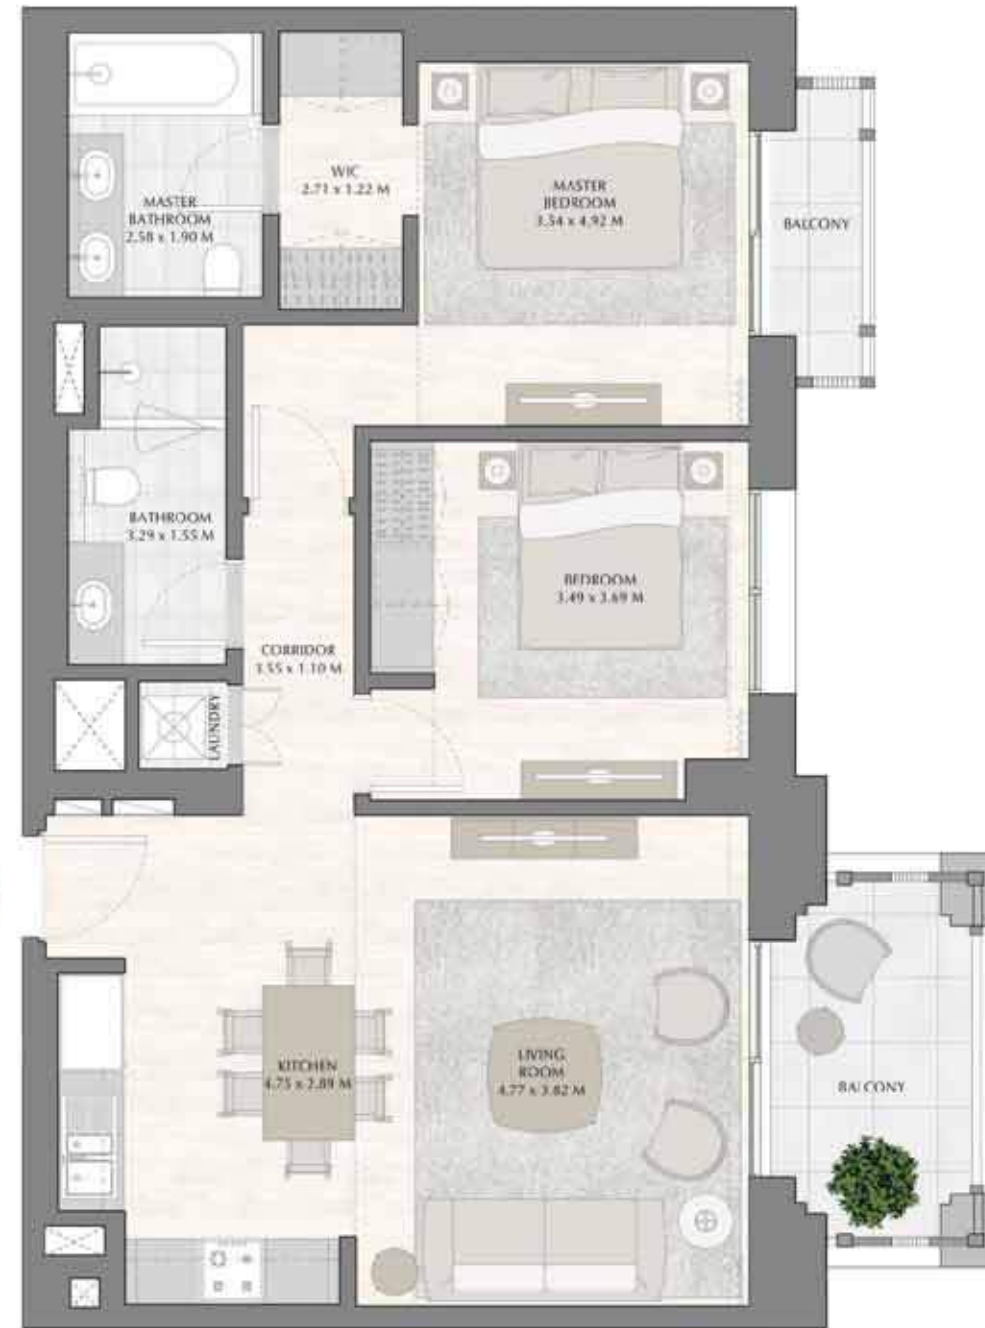 WIC
2.71 x 1.22 M
MASTER
BEDROOM
3.54 x 4.92 M
MASTER
BATHROOM
2.58 x 1.90 M
BALCONY
BATHROOM
3.29 x 1.55 M
BEDROOM
3.49 x 3.69 M
CORRIDOR
3.55 x 1.10 M
LAUNDRY
KITCHEN
4.75 x 2.89 M
LIVING
ROOM
4.77 x 3.82 M
BALCONY